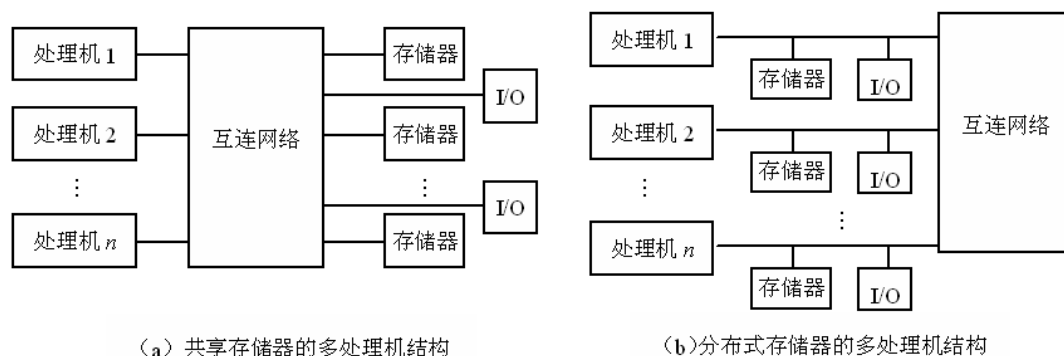 处理机 1
存储器
I/O
处理机 2
互连网络
存储器
⋮
⋮
I/O
处理机 n
存储器
(a) 共享存储器的多处理机结构
处理机 1
存储器
I/O
处理机 2
互连网络
存储器
I/O
⋮
⋮
处理机 n
存储器
I/O
(b)分布式存储器的多处理机结构